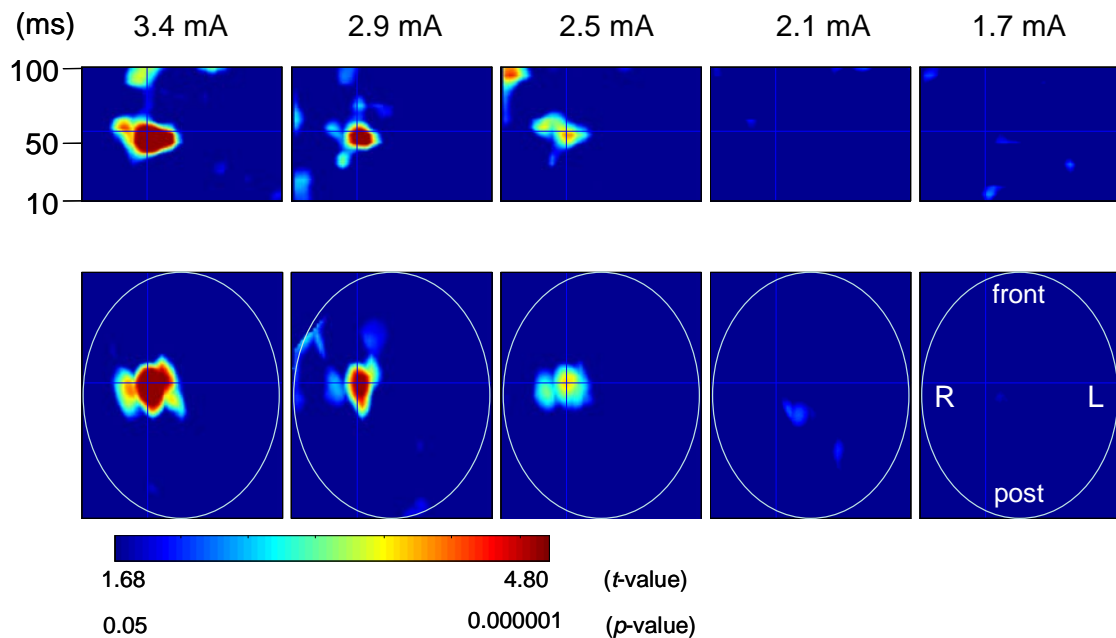 (ms) 3.4 mA 2.9 mA 2.5 mA 2.1 mA 1.7 mA
100
50
10
front
R L
post
1.68 4.80 (t-value)
0.05 0.000001 (p-value)